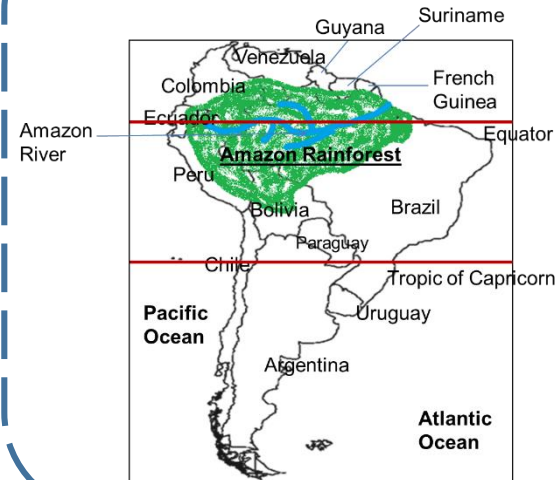 Suriname
Guyana
Venezuela
Colombia
French
Guinea
Ecuador
Amazon
River
Equator
Amazon Rainforest
Peru
Bolivia
Brazil
Paraguay
Chile
Tropic of Capricorn
Pacific
Ocean
Uruguay
Argentina
Atlantic
Ocean